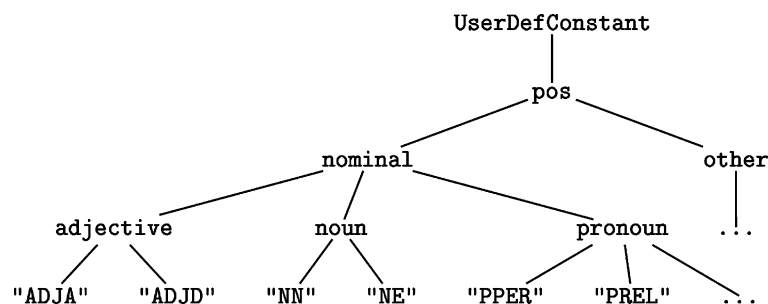 UserDefConstant
pos
nominal other
adjective noun pronoun ...
"ADJA" "ADJD" "NN" "NE" "PPER" "PREL" ...